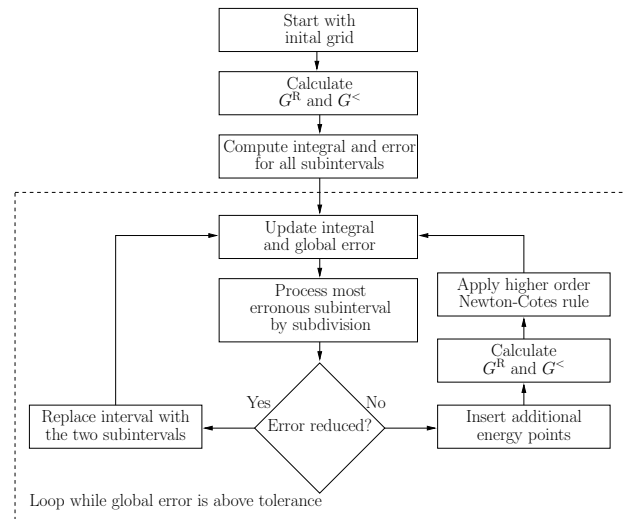 Start with
inital grid
Calculate
Gᴿ and G<
Compute integral and error
for all subintervals
Update integral
and global error
Process most
erronous subinterval
by subdivision
Apply higher order
Newton-Cotes rule
Calculate
Gᴿ and G<
Yes
No
Error reduced?
Replace interval with
the two subintervals
Insert additional
energy points
Loop while global error is above tolerance